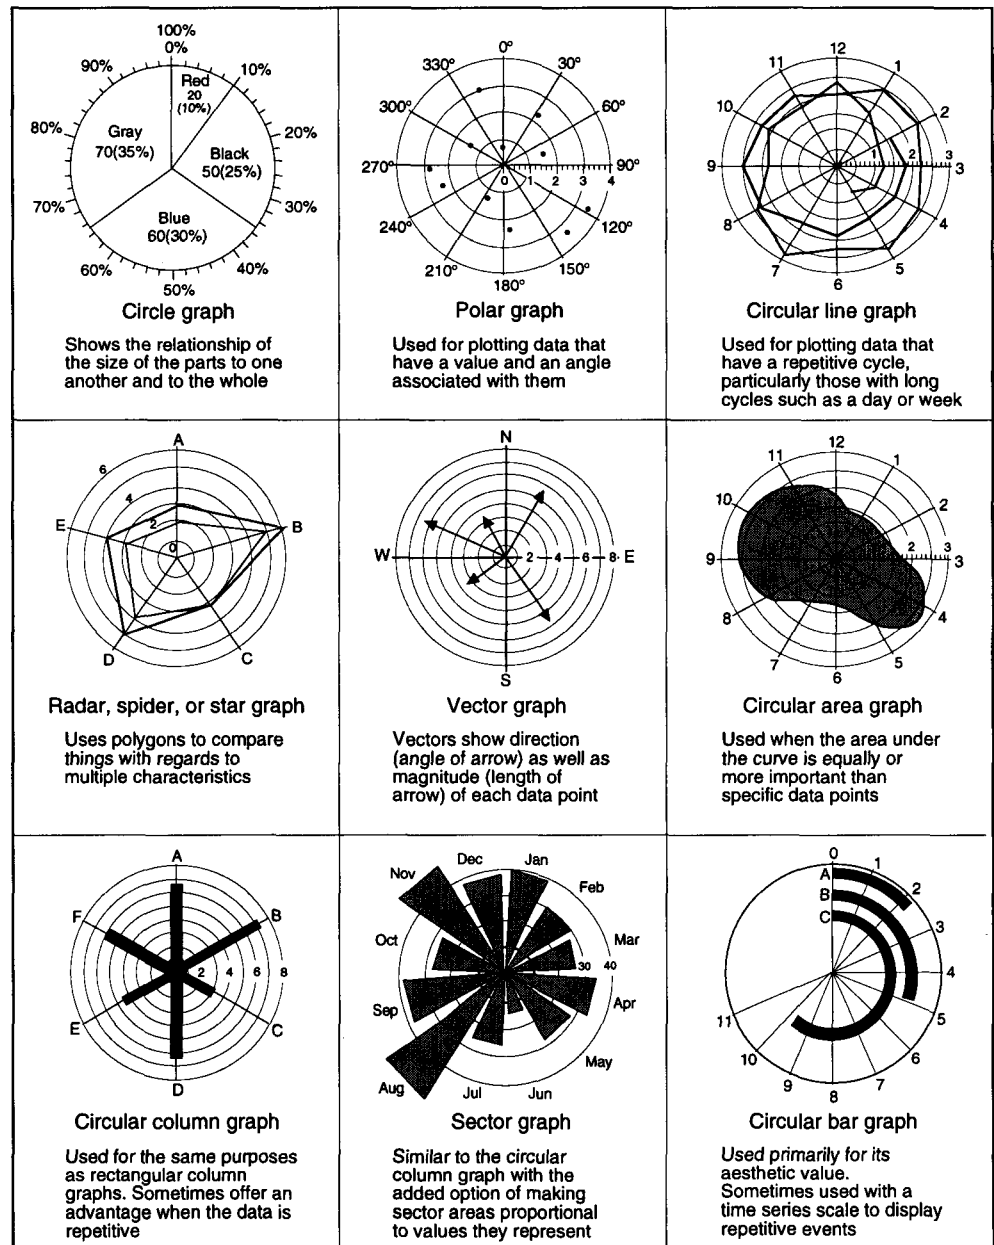 100%
0%
10%
20%
30%
40%
50%
60%
70%
80%
90%
Red
20
(10%)
Black
50(25%)
Blue
60(30%)
Gray
70(35%)
Circle graph
Shows the relationship of
the size of the parts to one
another and to the whole
0°
30°
60°
90°
120°
150°
180°
210°
240°
270°
300°
330°
0 1 2 3 4
Polar graph
Used for plotting data that
have a value and an angle
associated with them
12
1
2
3
4
5
6
7
8
9
10
11
1 2 3
Circular line graph
Used for plotting data that
have a repetitive cycle,
particularly those with long
cycles such as a day or week
A
B
C
D
E
6
4
2
0
Radar, spider, or star graph
Uses polygons to compare
things with regards to
multiple characteristics
N
E
S
W
2 4 6 8
Vector graph
Vectors show direction
(angle of arrow) as well as
magnitude (length of
arrow) of each data point
12
1
2
3
4
5
6
7
8
9
10
11
2 3
Circular area graph
Used when the area under
the curve is equally or
more important than
specific data points
A
B
C
D
E
F
2 4 6 8
Circular column graph
Used for the same purposes
as rectangular column
graphs. Sometimes offer an
advantage when the data is
repetitive
Jan
Feb
Mar
Apr
May
Jun
Jul
Aug
Sep
Oct
Nov
Dec
30 40
Sector graph
Similar to the circular
column graph with the
added option of making
sector areas proportional
to values they represent
0
1
2
3
4
5
6
7
8
9
10
11
A
B
C
Circular bar graph
Used primarily for its
aesthetic value.
Sometimes used with a
time series scale to display
repetitive events